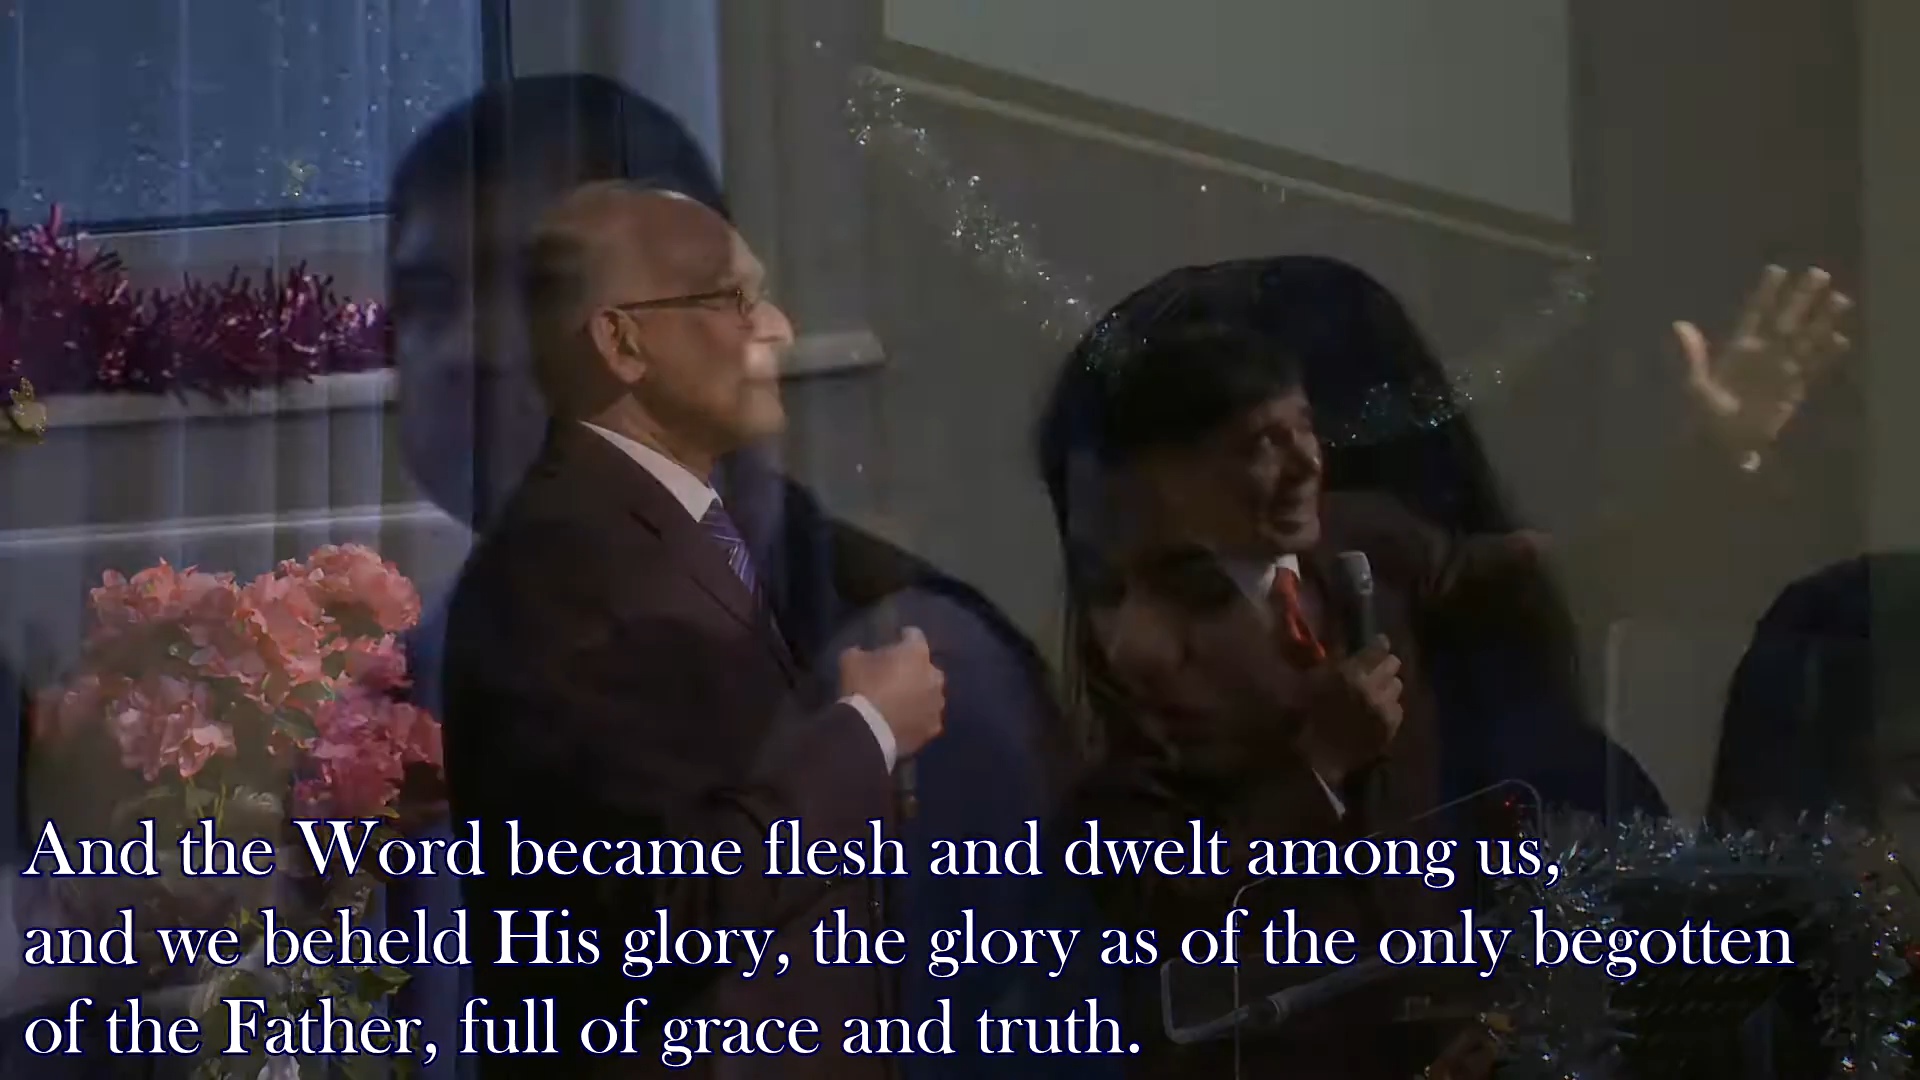 And the Word became flesh and dwelt among us,
and we beheld His glory, the glory as of the only begotten
of the Father, full of grace and truth.